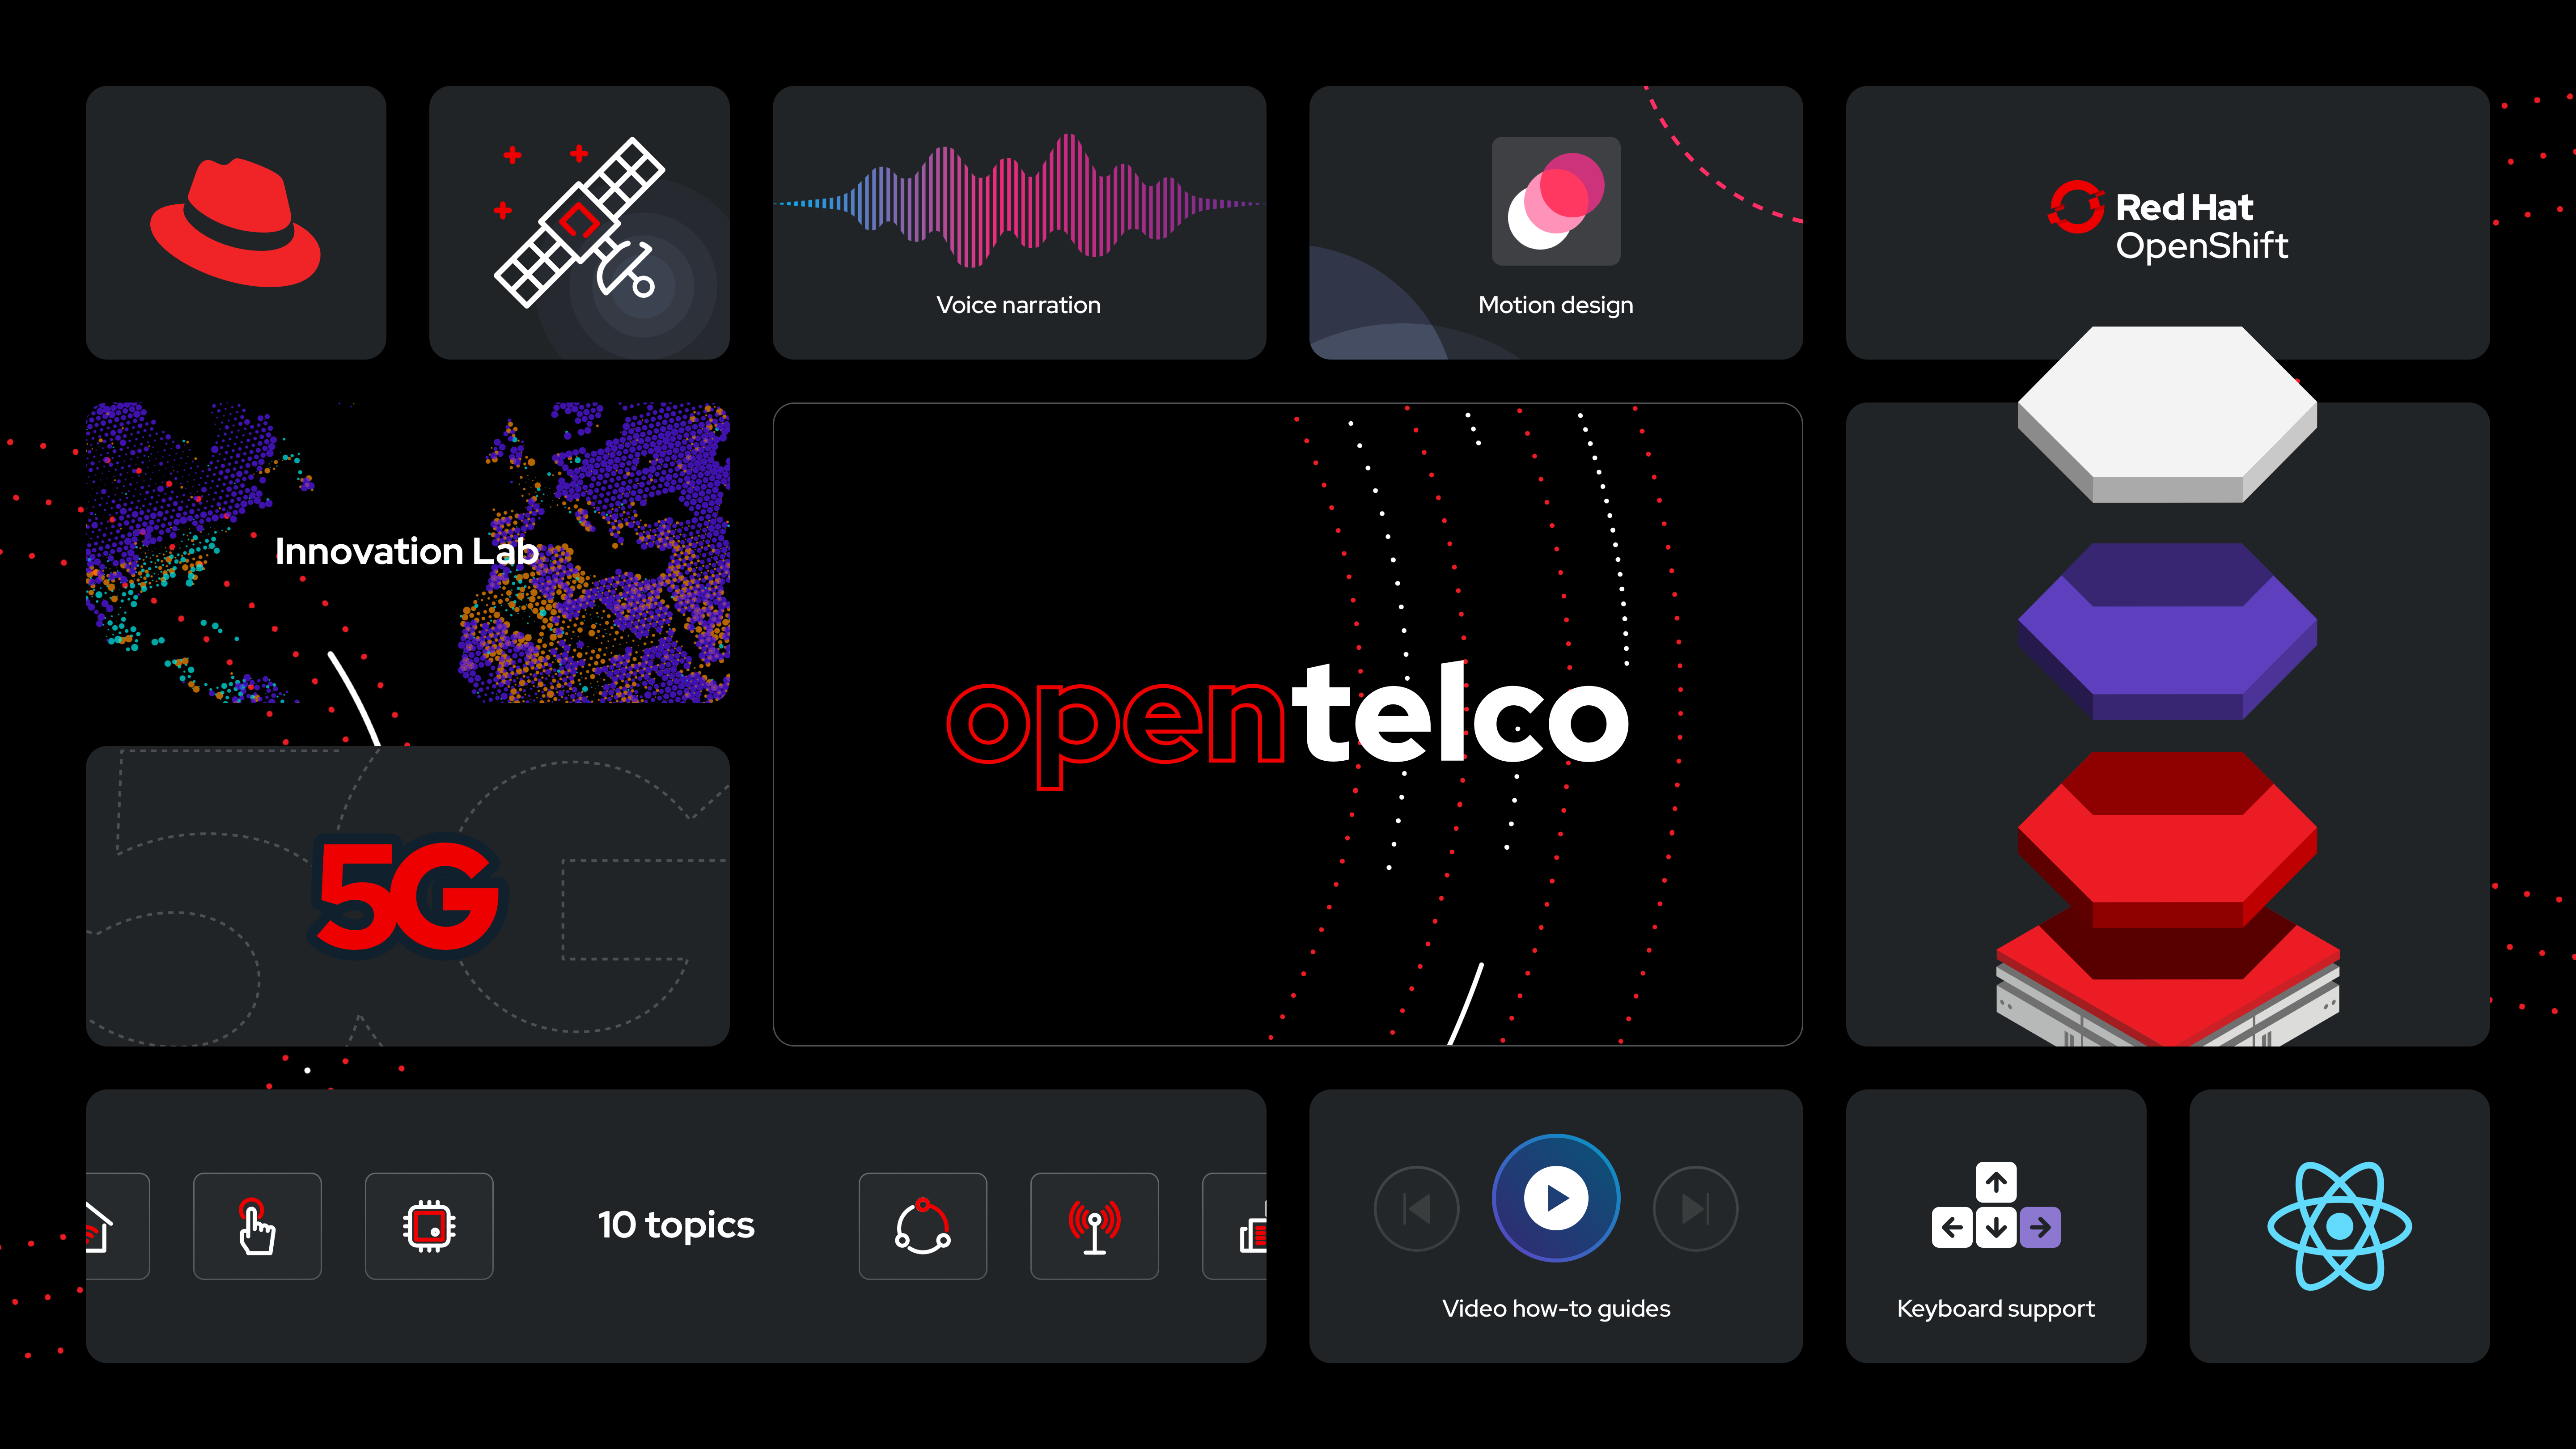 Voice narration
Motion design
Red Hat
OpenShift
Innovation Lab
opentelco
5G
5G
10 topics
Video how-to guides
Keyboard support